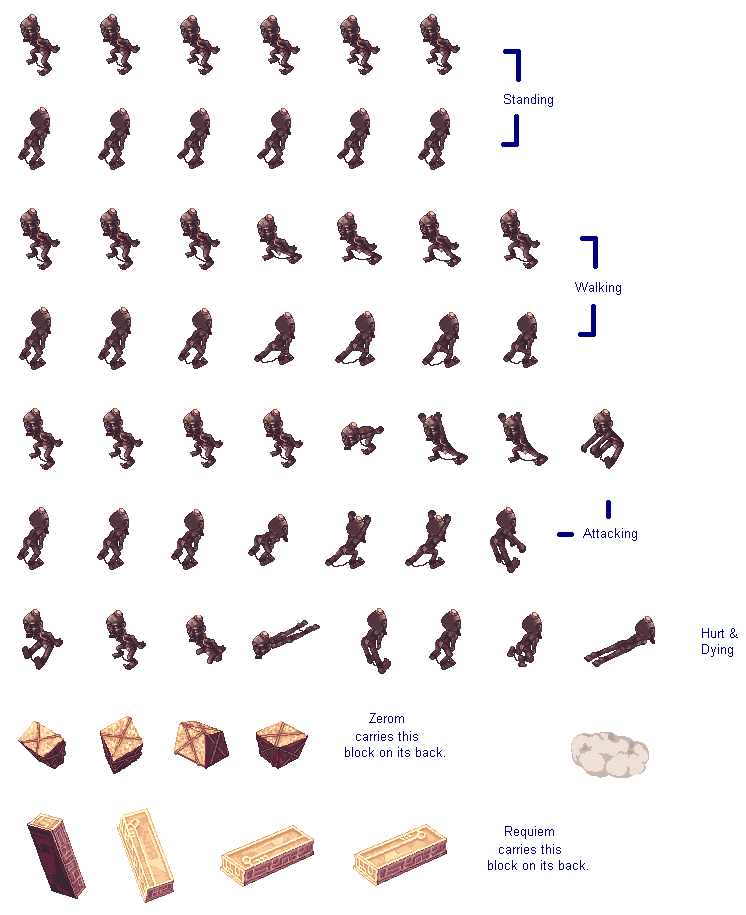 Standing
Walking
Attacking
Hurt &
Dying
Zerom
carries this
block on its back.
Requiem
carries this
block on its back.